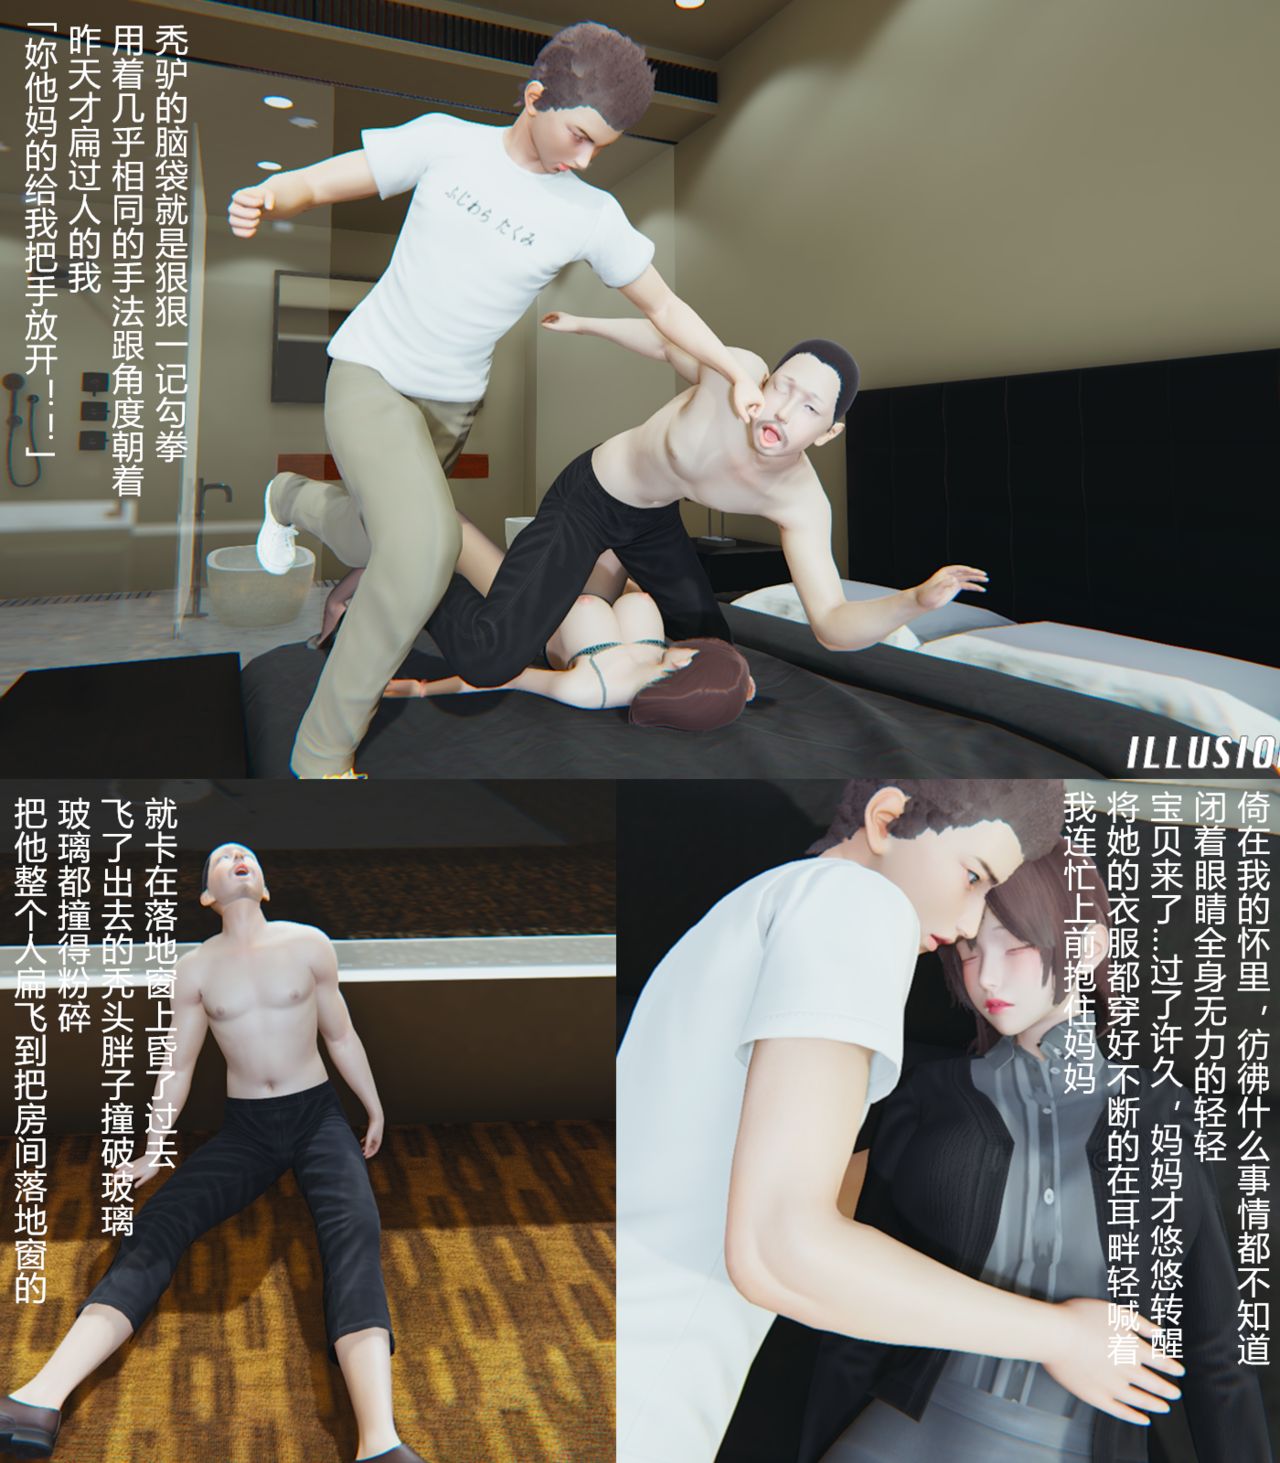 「妳他妈的给我把手放开！！」
昨天才扁过人的我
用着几乎相同的手法跟角度朝着
秃驴的脑袋就是狠狠一记勾拳
ふじわら たくみ
ILLUSIO
把他整个人扁飞到把房间落地窗的
玻璃都撞得粉碎
飞了出去的秃头胖子撞破玻璃
就卡在落地窗上昏了过去
我连忙上前抱住妈妈
将她的衣服都穿好不断的在耳畔轻喊着
宝贝来了...过了许久，妈妈才悠悠转醒
闭着眼睛全身无力的轻轻
倚在我的怀里，彷彿什么事情都不知道